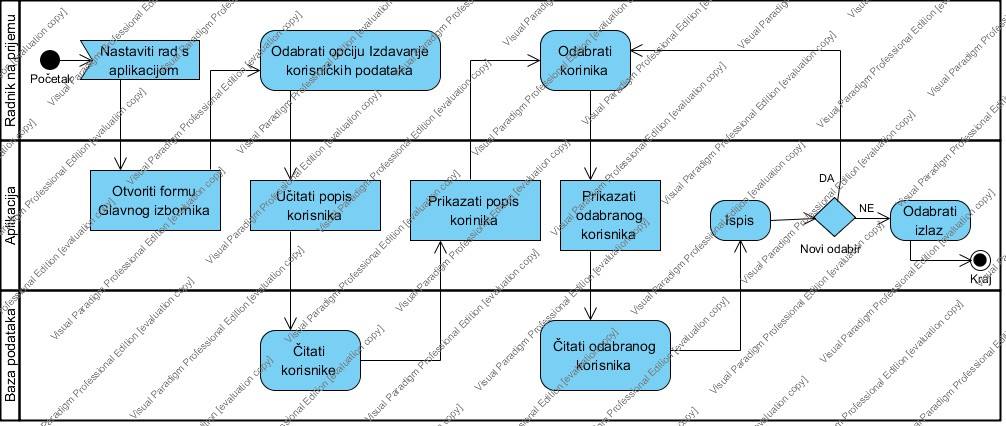 Radnik na prijemu
Početak
Nastaviti rad s
aplikacijom
Odabrati opciju Izdavanje
korisničkih podataka
Odabrati
korinika
Aplikacija
Otvoriti formu
Glavnog izbornika
Učitati popis
korisnika
Prikazati popis
korinika
Prikazati
odabranog
korisnika
Ispis
DA
Novi odabir
NE
Odabrati
izlaz
Kraj
Baza podataka
Čitati
korisnike
Čitati odabranog
korisnika
Visual Paradigm Professional Edition [evaluation copy]